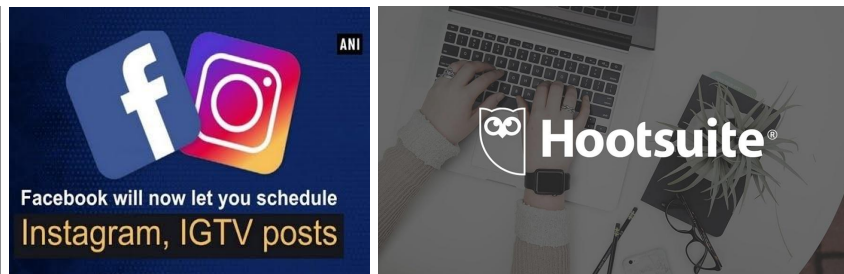 ANI
Facebook will now let you schedule
Instagram, IGTV posts
Hootsuite®